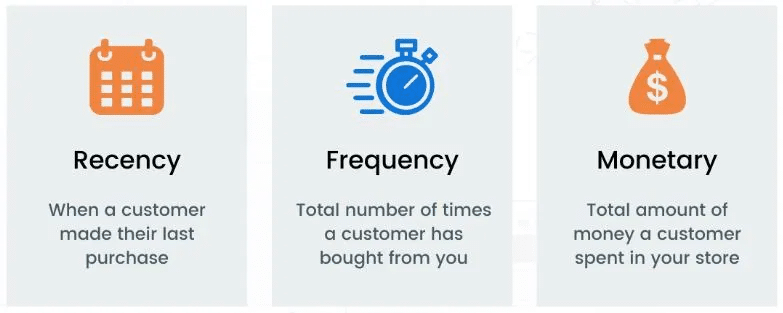 $
Recency
When a customer
made their last
purchase
Frequency
Total number of times
a customer has
bought from you
Monetary
Total amount of
money a customer
spent in your store